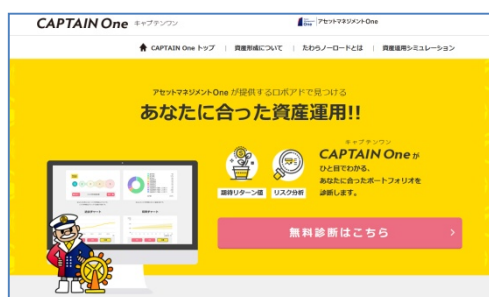 CAPTAIN One キャプテンワン
One アセットマネジメントOne
CAPTAIN One トップ | 資産形成について | たわらノーロードとは | 資産運用シミュレーション
アセットマネジメントOne が提供するロボアドで見つける
あなたに合った資産運用!!
キャプテンワン
CAPTAIN One が
ひと目でわかる、
あなたに合ったポートフォリオを
診断します。
期待リターン値 リスク分析
無料診断はこちら